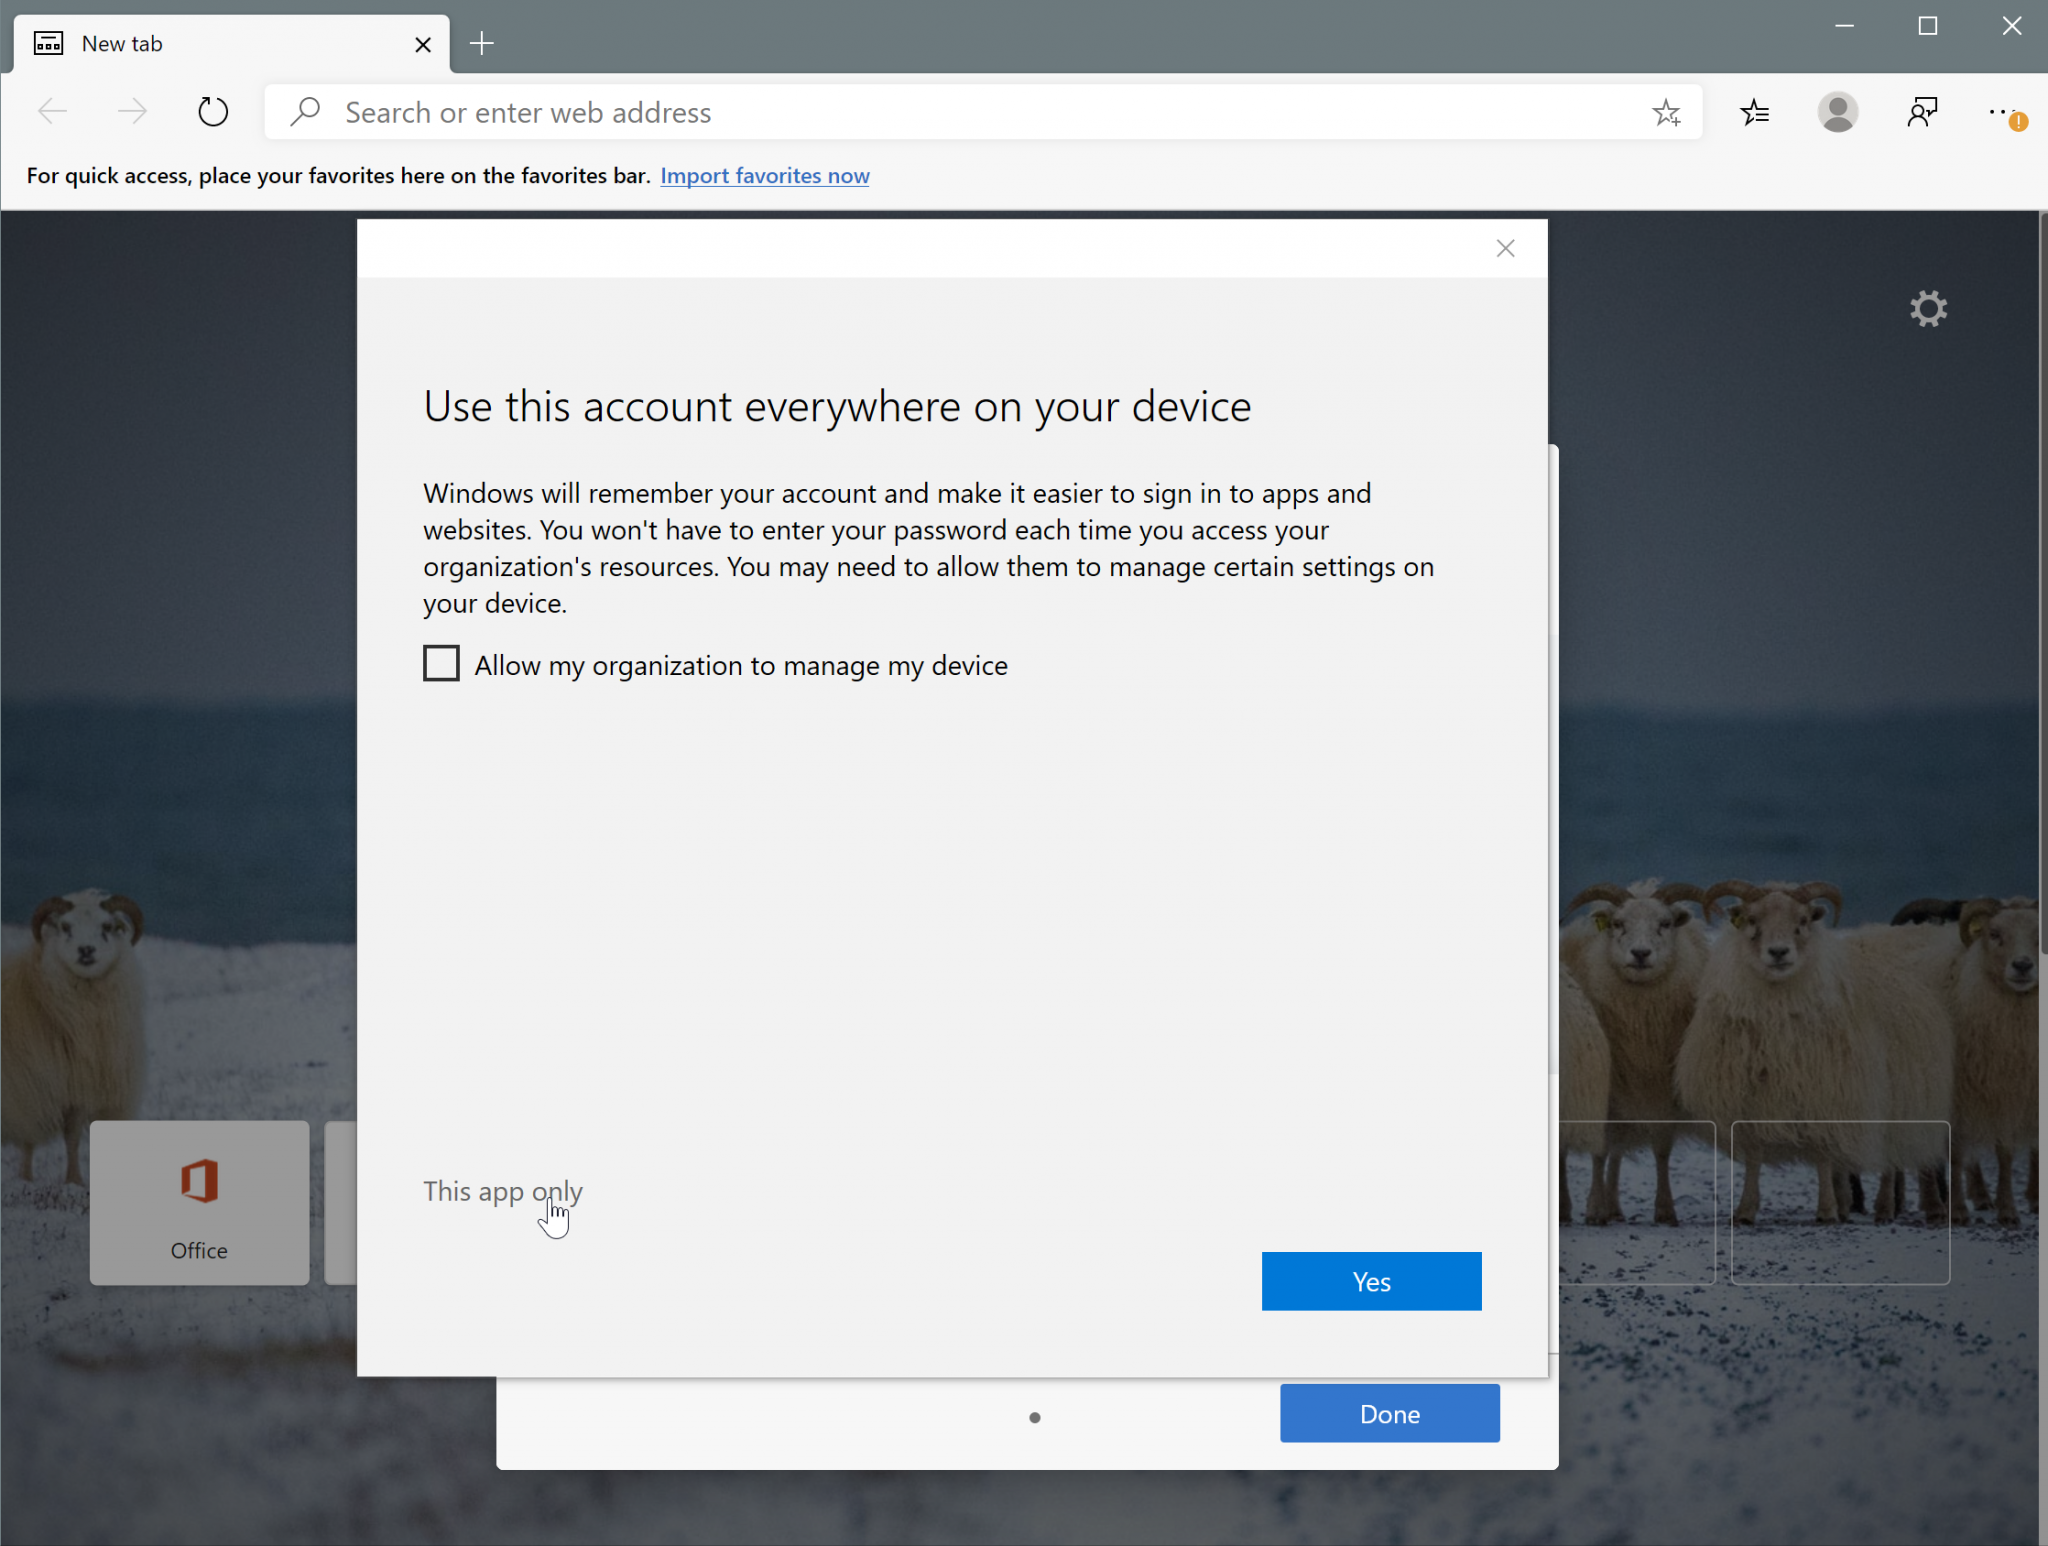 New tab
Search or enter web address
For quick access, place your favorites here on the favorites bar. Import favorites now
Use this account everywhere on your device
Windows will remember your account and make it easier to sign in to apps and
websites. You won't have to enter your password each time you access your
organization's resources. You may need to allow them to manage certain settings on
your device.
Allow my organization to manage my device
This app only
Office
Yes
Done